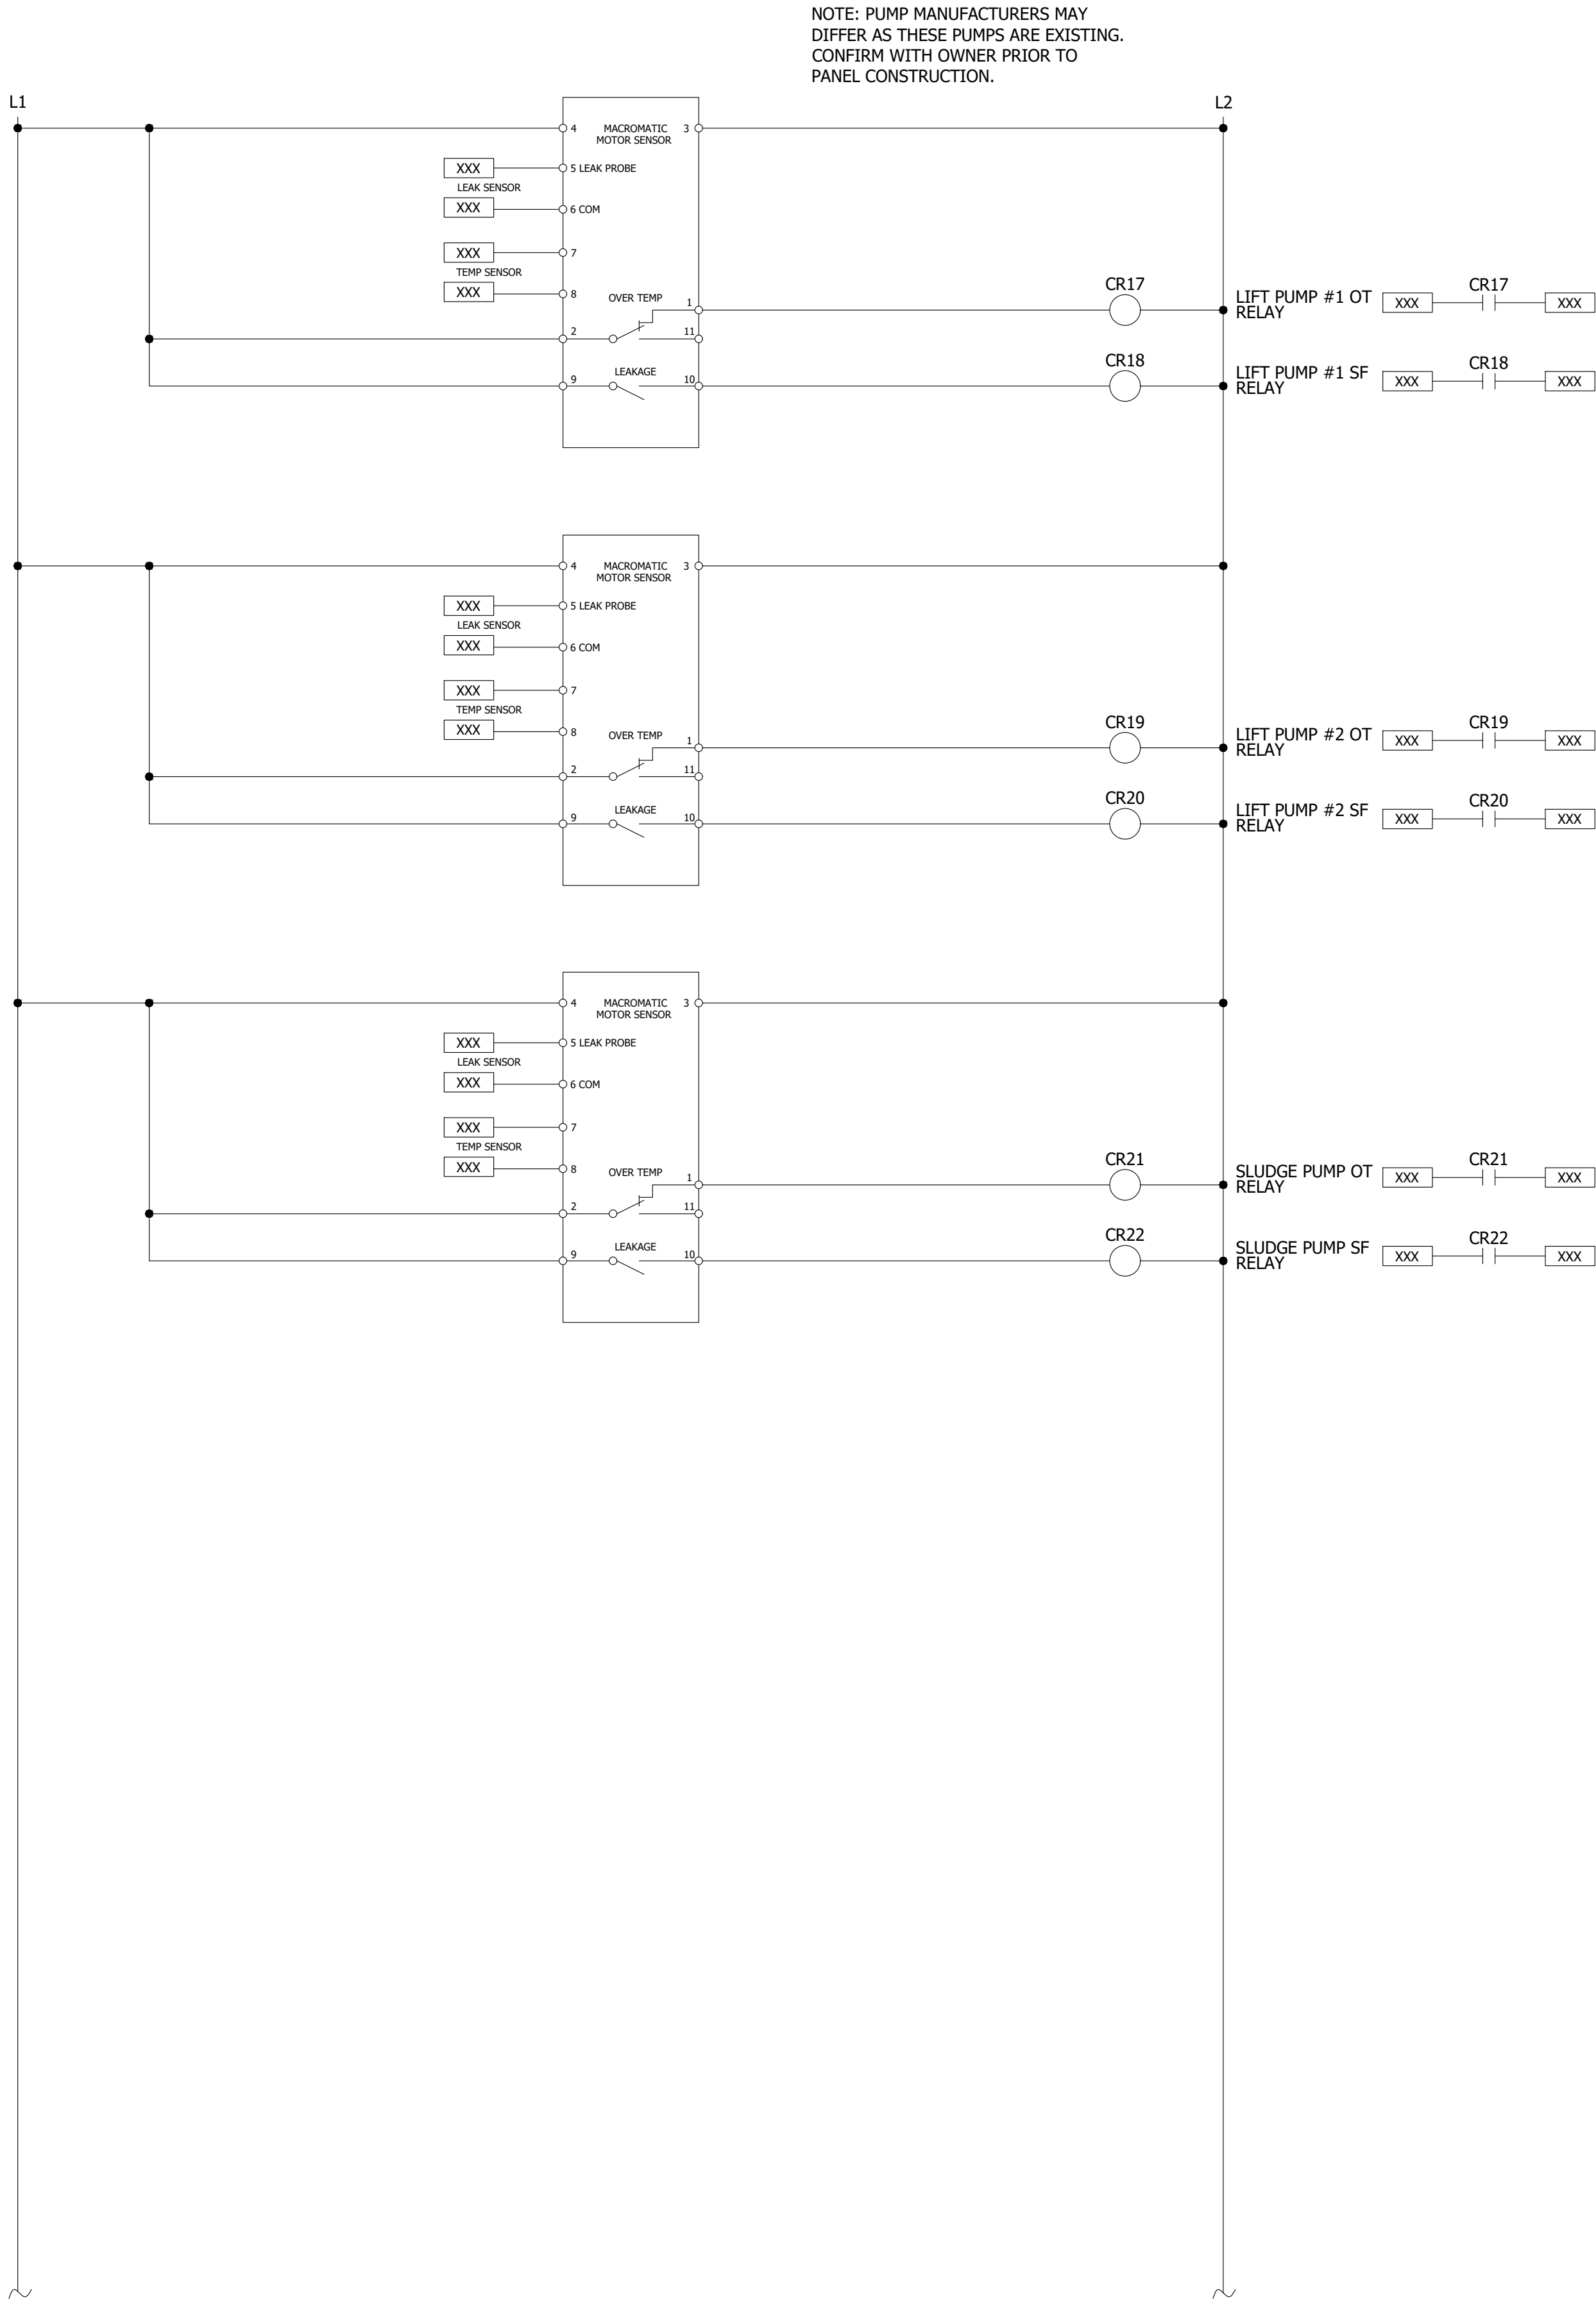 NOTE: PUMP MANUFACTURERS MAY
DIFFER AS THESE PUMPS ARE EXISTING.
CONFIRM WITH OWNER PRIOR TO
PANEL CONSTRUCTION.
L1
L2
4 MACROMATIC 3
MOTOR SENSOR
XXX 5 LEAK PROBE
LEAK SENSOR
XXX 6 COM
XXX 7
TEMP SENSOR
XXX 8
OVER TEMP 1
2 11
LEAKAGE
9 10
CR17
LIFT PUMP #1 OT
RELAY
XXX CR17 XXX
CR18
LIFT PUMP #1 SF
RELAY
XXX CR18 XXX
4 MACROMATIC 3
MOTOR SENSOR
XXX 5 LEAK PROBE
LEAK SENSOR
XXX 6 COM
XXX 7
TEMP SENSOR
XXX 8
OVER TEMP 1
2 11
LEAKAGE
9 10
CR19
LIFT PUMP #2 OT
RELAY
XXX CR19 XXX
CR20
LIFT PUMP #2 SF
RELAY
XXX CR20 XXX
4 MACROMATIC 3
MOTOR SENSOR
XXX 5 LEAK PROBE
LEAK SENSOR
XXX 6 COM
XXX 7
TEMP SENSOR
XXX 8
OVER TEMP 1
2 11
LEAKAGE
9 10
CR21
SLUDGE PUMP OT
RELAY
XXX CR21 XXX
CR22
SLUDGE PUMP SF
RELAY
XXX CR22 XXX